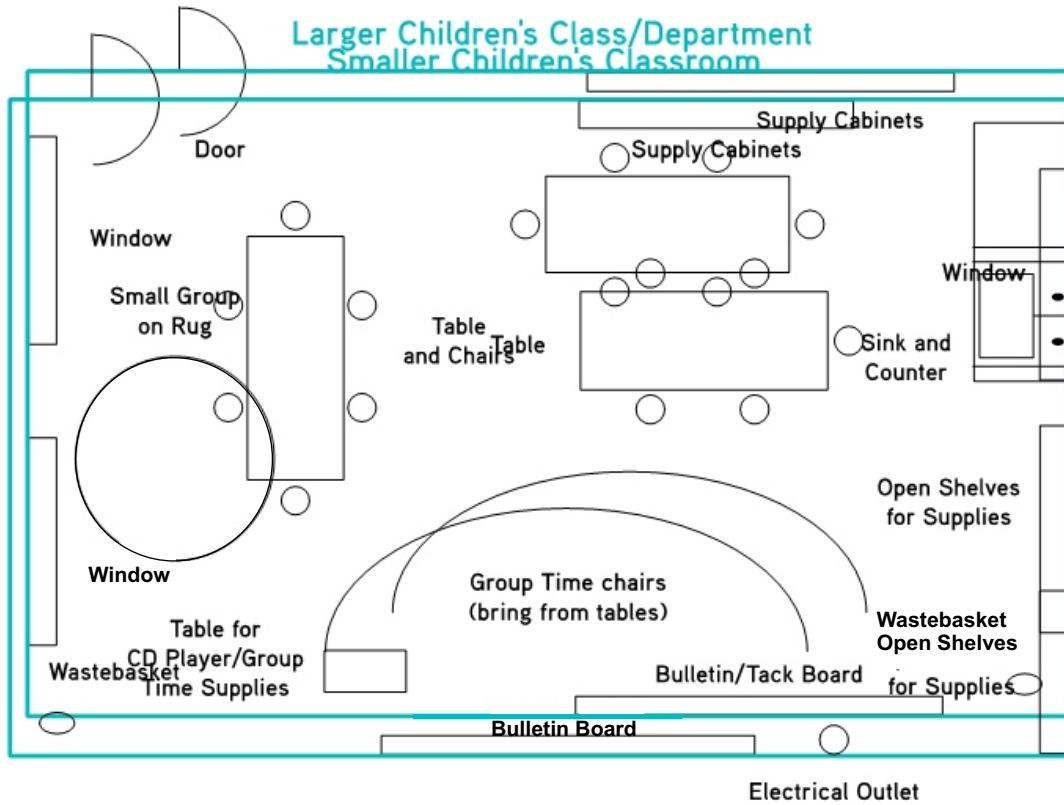 Larger Children's Class/Department
Smaller Children's Classroom
Supply Cabinets
Door
Supply Cabinets
Window
Window
Small Group
on Rug
Table
and Chairs
Table
Sink and
Counter
Open Shelves
for Supplies
Window
Group Time chairs
(bring from tables)
Wastebasket
Open Shelves
for Supplies
Table for
CD Player/Group
Time Supplies
Wastebasket
Bulletin/Tack Board
Bulletin Board
Electrical Outlet